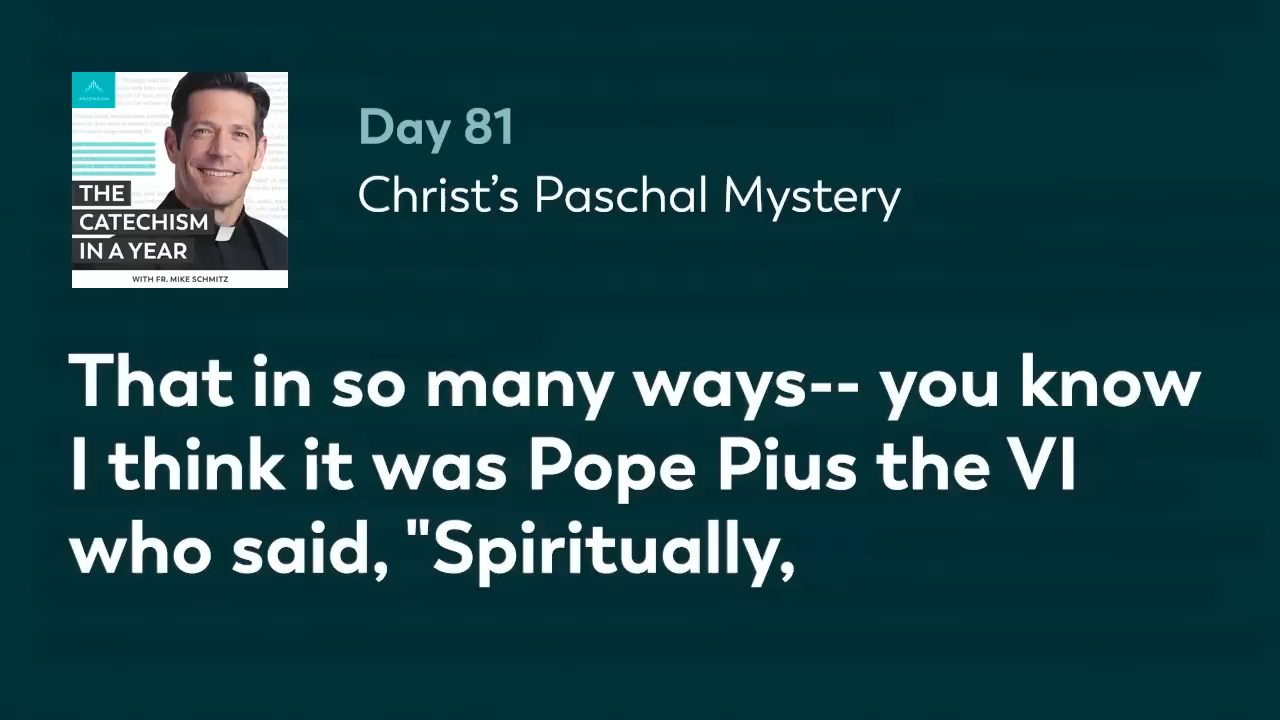 ASCENSION
THE
CATECHISM
IN A YEAR
WITH FR. MIKE SCHMITZ
Day 81
Christ’s Paschal Mystery
That in so many ways-- you know
I think it was Pope Pius the VI
who said, "Spiritually,